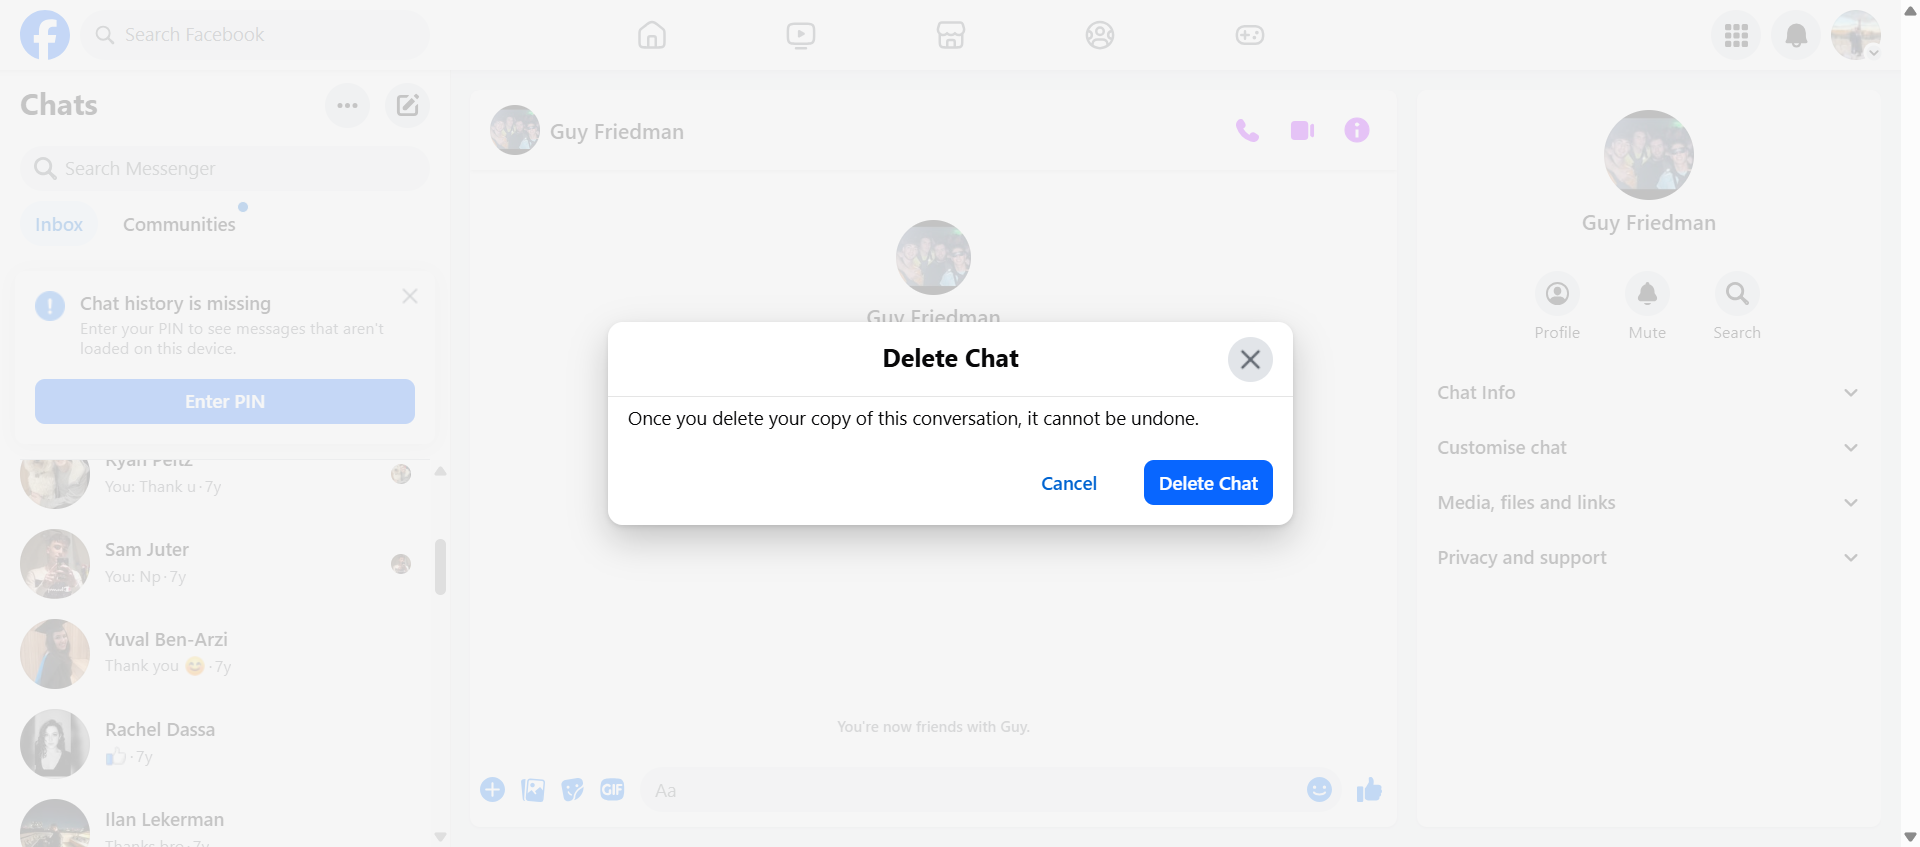 Search Facebook
Chats
Search Messenger
Inbox
Communities
Chat history is missing
Enter your PIN to see messages that aren't
loaded on this device.
Enter PIN
Ryan Peltz
You: Thank u · 7y
Sam Juter
You: Np · 7y
Yuval Ben-Arzi
Thank you 😊 · 7y
Rachel Dassa
👍 · 7y
Ilan Lekerman
Thanks bro · 7y
Guy Friedman
Guy Friedman
Delete Chat
Once you delete your copy of this conversation, it cannot be undone.
Cancel
Delete Chat
You're now friends with Guy.
GIF
Aa
Guy Friedman
Profile
Mute
Search
Chat Info
Customise chat
Media, files and links
Privacy and support